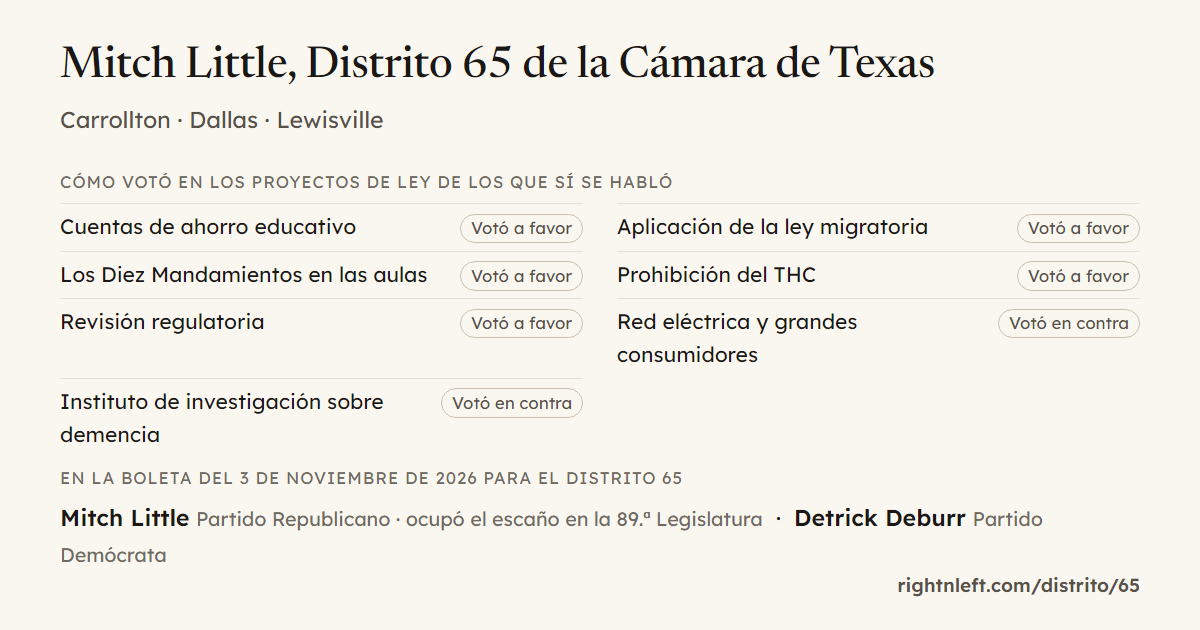 Mitch Little, Distrito 65 de la Cámara de Texas
Carrollton · Dallas · Lewisville
CÓMO VOTÓ EN LOS PROYECTOS DE LEY DE LOS QUE SÍ SE HABLÓ
Cuentas de ahorro educativo Votó a favor
Aplicación de la ley migratoria Votó a favor
Los Diez Mandamientos en las aulas Votó a favor
Prohibición del THC Votó a favor
Revisión regulatoria Votó a favor
Red eléctrica y grandes Votó en contra
consumidores
Instituto de investigación sobre Votó en contra
demencia
EN LA BOLETA DEL 3 DE NOVIEMBRE DE 2026 PARA EL DISTRITO 65
Mitch Little Partido Republicano · ocupó el escaño en la 89.ª Legislatura · Detrick Deburr Partido
Demócrata
rightnleft.com/distrito/65